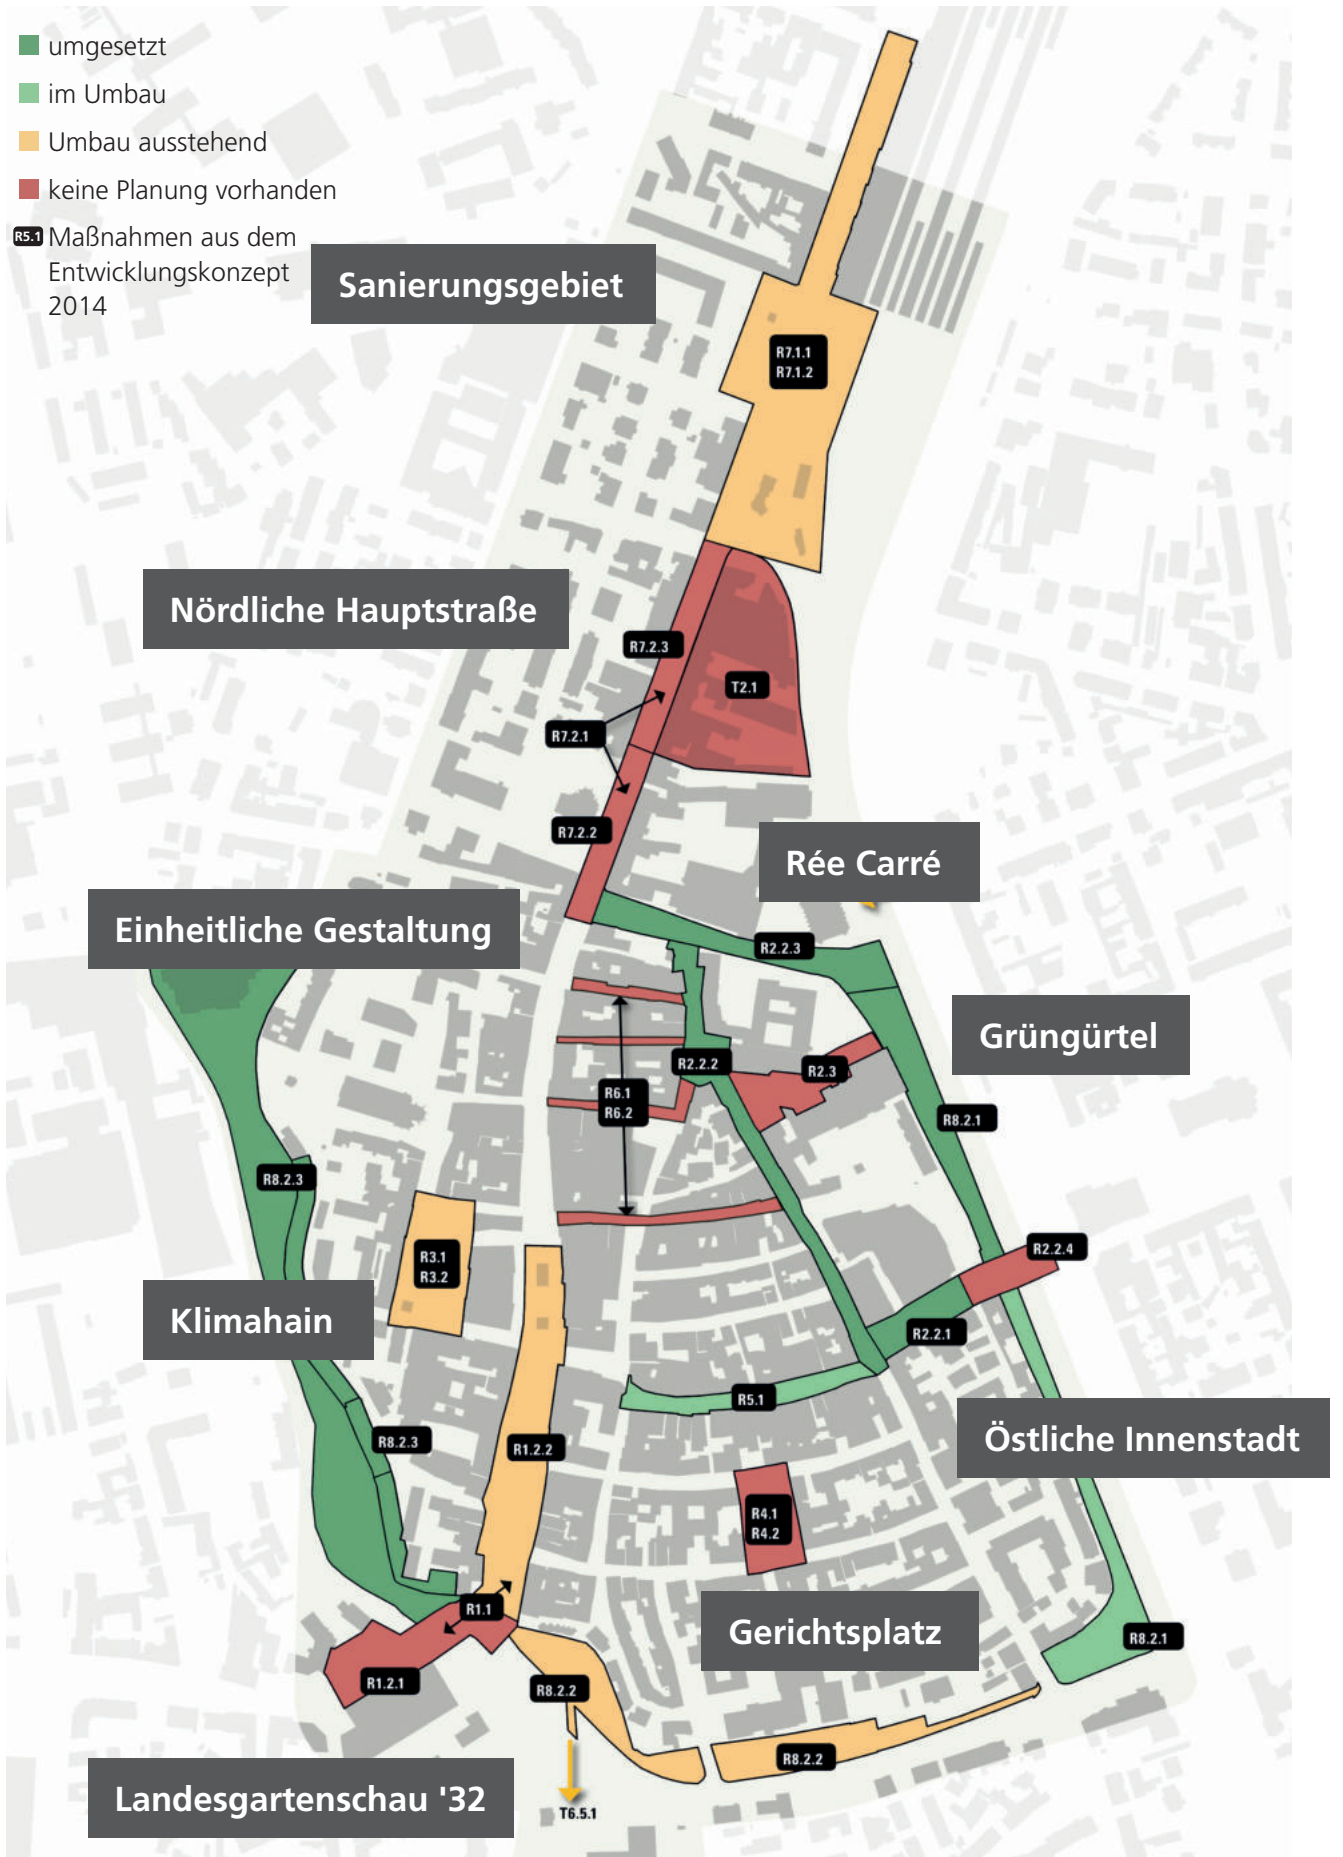 umgesetzt
im Umbau
Umbau ausstehend
keine Planung vorhanden
R5.1 Maßnahmen aus dem
Entwicklungskonzept
2014
Sanierungsgebiet
R7.1.1
R7.1.2
Nördliche Hauptstraße
R7.2.3
T2.1
R7.2.1
R7.2.2
Rée Carré
Einheitliche Gestaltung
R2.2.3
Grüngürtel
R2.2.2
R2.3
R6.1
R6.2
R8.2.1
R8.2.3
R2.2.4
R3.1
R3.2
Klimahain
R2.2.1
R5.1
R8.2.3
R1.2.2
Östliche Innenstadt
R4.1
R4.2
R1.1
Gerichtsplatz
R8.2.1
R1.2.1
R8.2.2
R8.2.2
Landesgartenschau '32
T6.5.1